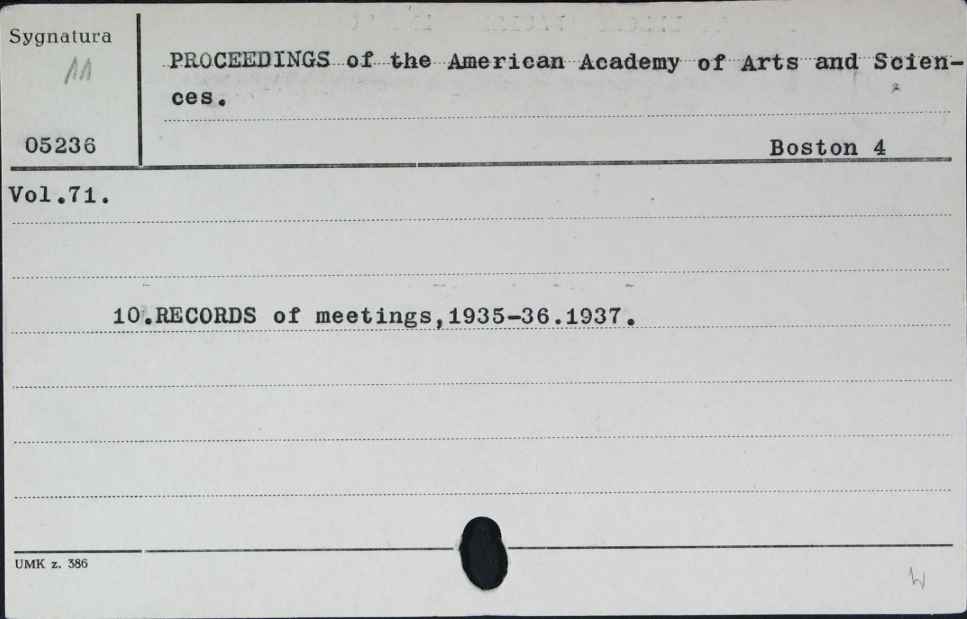 Sygnatura
PROCEEDINGS of the American Academy of Arts and Scien-
ces.
05236
Boston 4
Vol.71.
10.RECORDS of meetings,1935-36.1937.
UMK z. 386